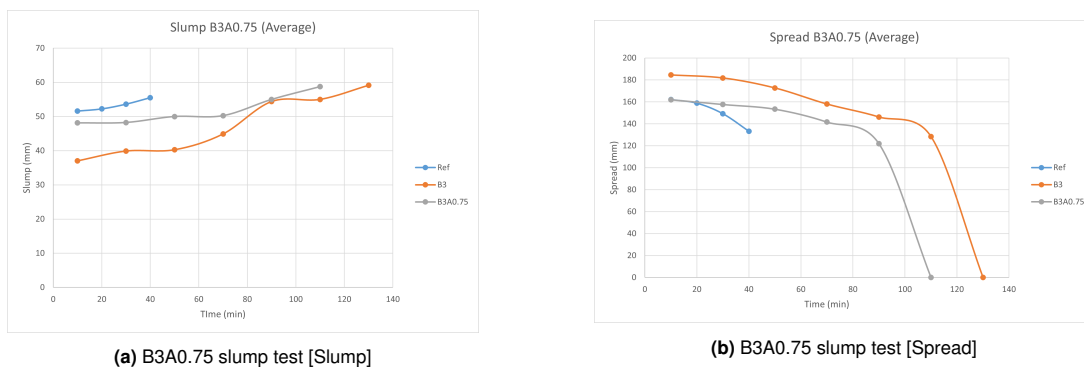 Slump B3A0.75 (Average)
70
60
50
40
30
20
10
0
Slump (mm)
0 20 40 60 80 100 120 140
TIme (min)
Ref
B3
B3A0.75
(a) B3A0.75 slump test [Slump]
Spread B3A0.75 (Average)
200
180
160
140
120
100
80
60
40
20
0
Spread (mm)
0 20 40 60 80 100 120 140
Time (min)
Ref
B3
B3A0.75
(b) B3A0.75 slump test [Spread]